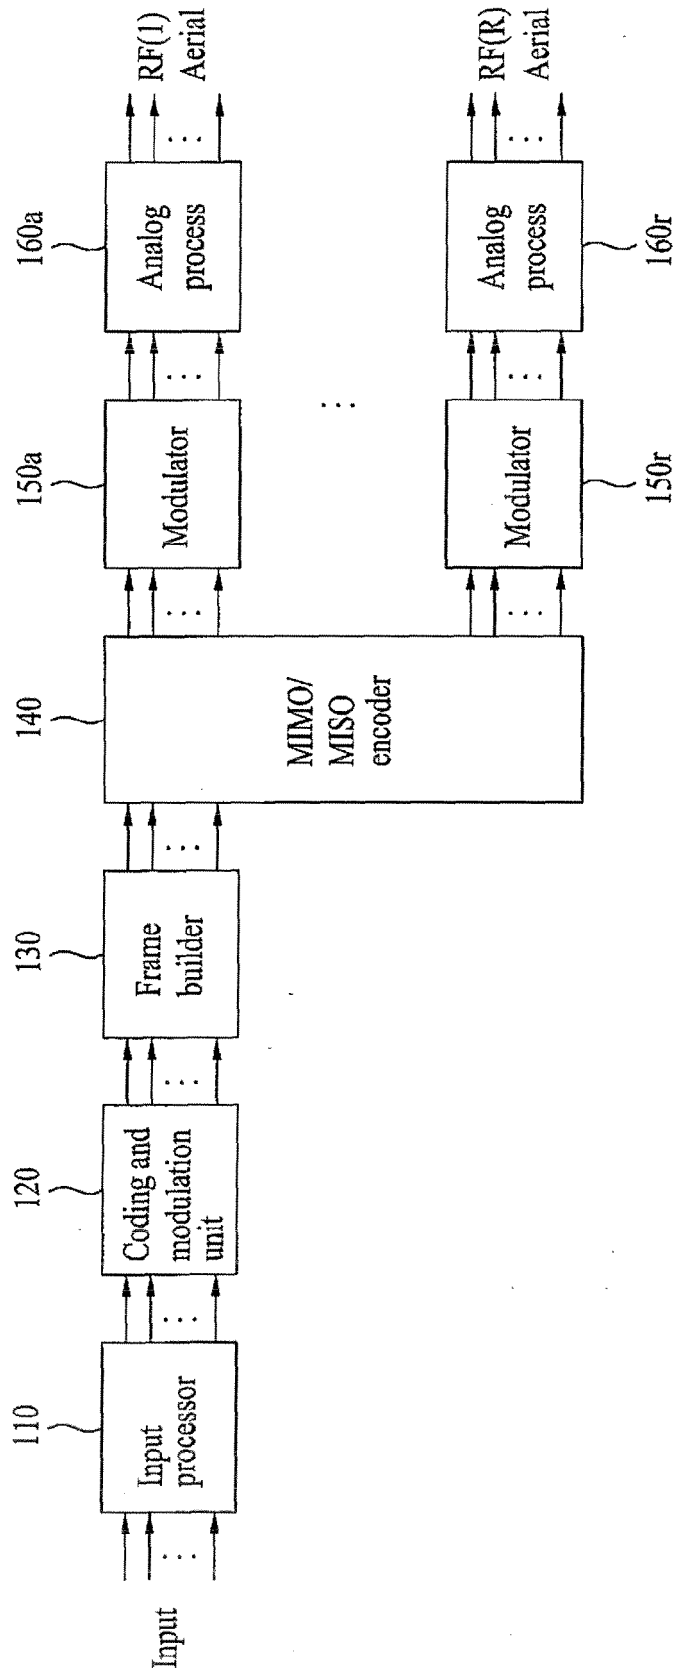 Input
110
Input
processor
120
Coding and
modulation
unit
130
Frame
builder
140
MIMO/
MISO
encoder
150a
Modulator
160a
Analog
process
RF(1)
Aerial
...
Modulator
150r
Analog
process
160r
RF(R)
Aerial